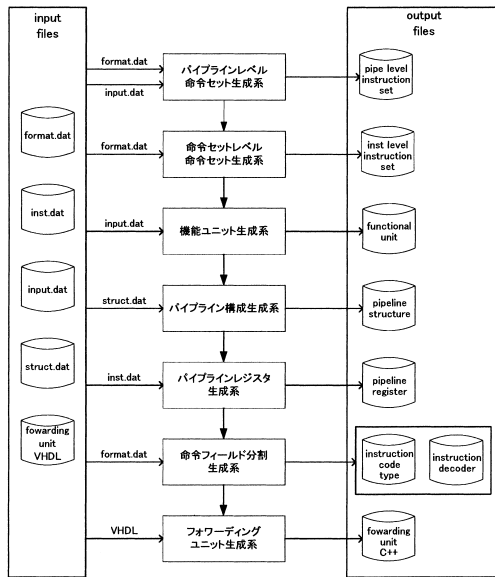 input
files
output
files
format.dat
input.dat
パイプラインレベル
命令セット生成系
pipe level
instruction
set
format.dat
format.dat
命令セットレベル
命令セット生成系
inst level
instruction
set
inst.dat
input.dat
機能ユニット生成系
functional
unit
input.dat
struct.dat
パイプライン構成生成系
pipeline
structure
struct.dat
inst.dat
パイプラインレジスタ
生成系
pipeline
register
fowarding
unit
VHDL
format.dat
命令フィールド分割
生成系
instruction
code
type
instruction
decoder
VHDL
フォワーディング
ユニット生成系
fowarding
unit
C++